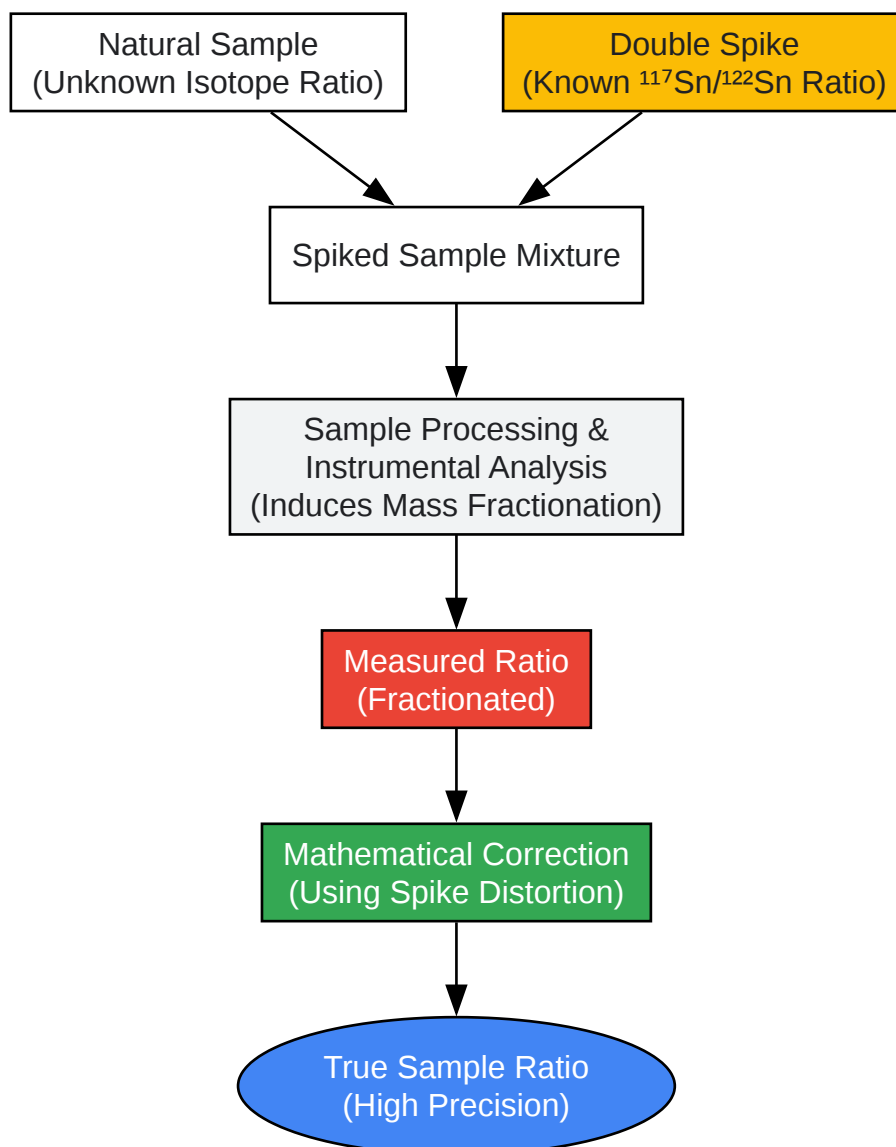 Natural Sample
(Unknown Isotope Ratio)
Double Spike
(Known ¹¹⁷Sn/¹²²Sn Ratio)
Spiked Sample Mixture
Sample Processing &
Instrumental Analysis
(Induces Mass Fractionation)
Measured Ratio
(Fractionated)
Mathematical Correction
(Using Spike Distortion)
True Sample Ratio
(High Precision)